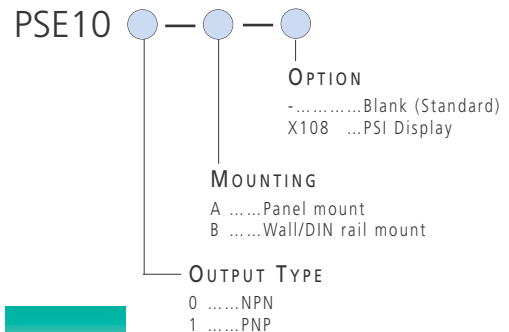 PSE10 — —
OPTION
-............Blank (Standard)
X108 ...PSI Display
MOUNTING
A ......Panel mount
B ......Wall/DIN rail mount
OUTPUT TYPE
0 ......NPN
1 ......PNP